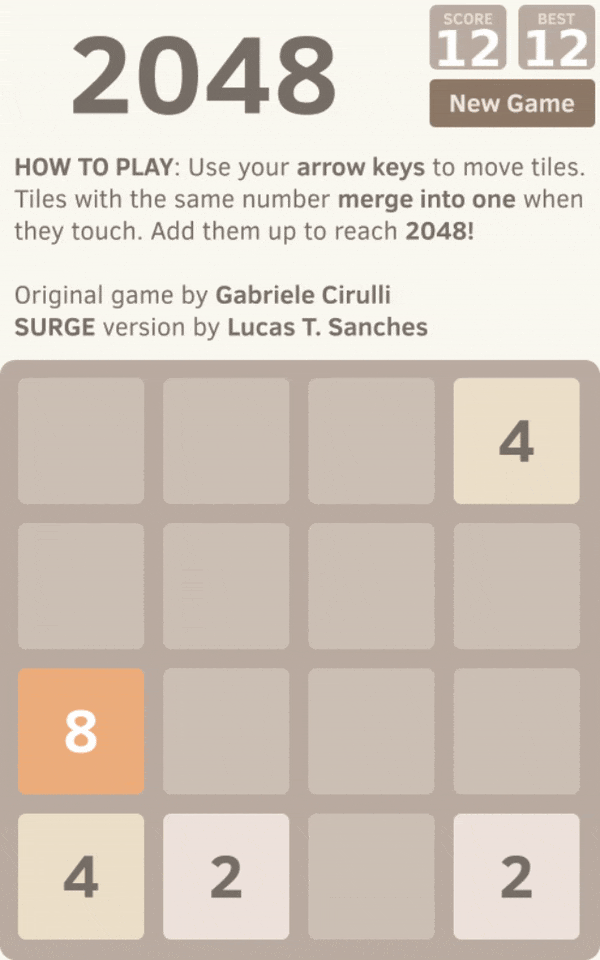 2048
SCORE
12
BEST
12
New Game
HOW TO PLAY: Use your arrow keys to move tiles.
Tiles with the same number merge into one when
they touch. Add them up to reach 2048!
Original game by Gabriele Cirulli
SURGE version by Lucas T. Sanches
4
8
4 2 2